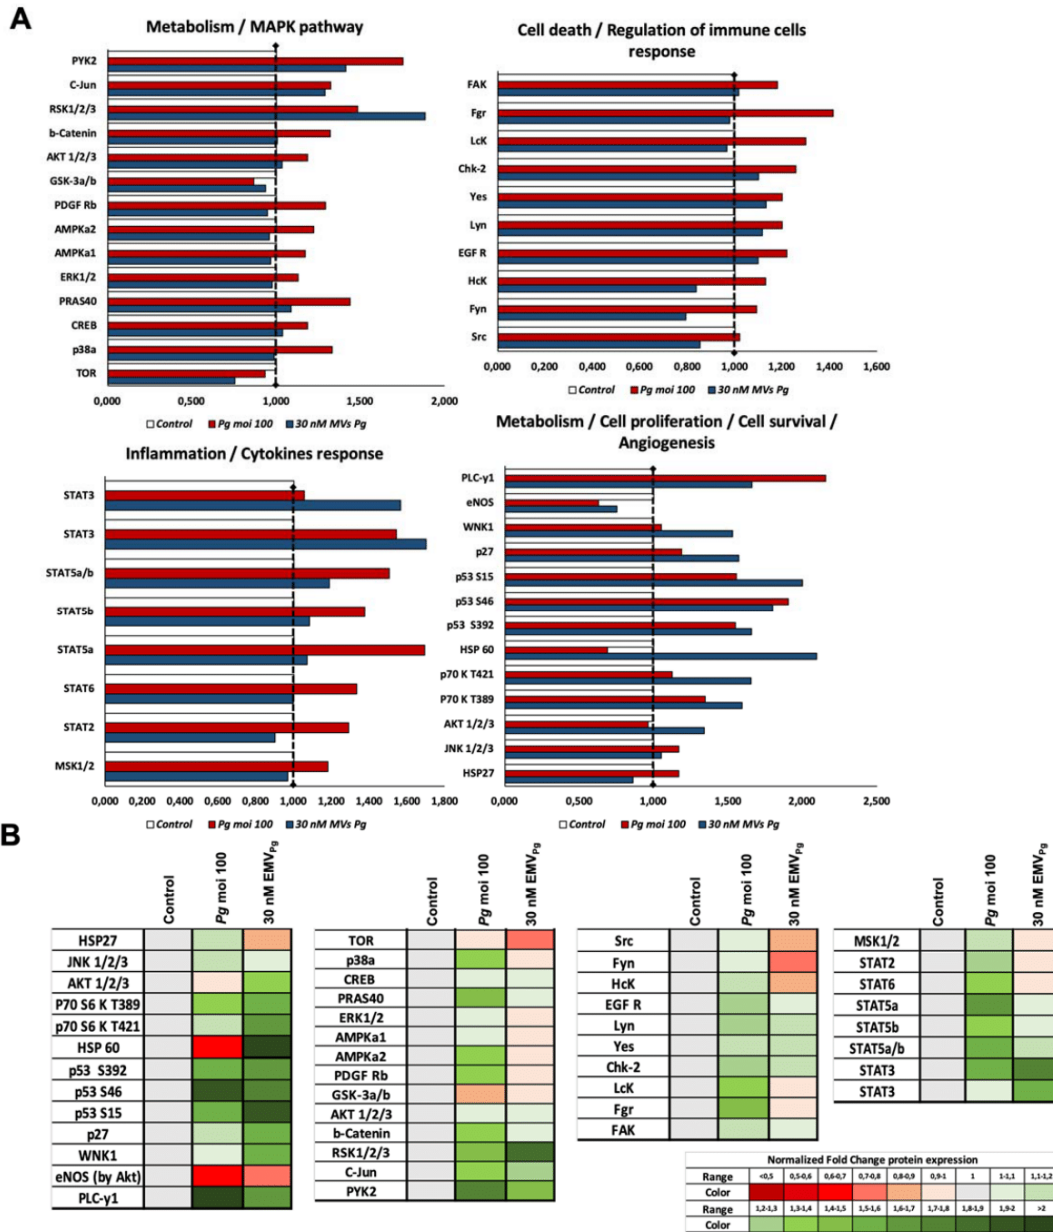 A
Metabolism / MAPK pathway
PYK2
C-Jun
RSK1/2/3
b-Catenin
AKT 1/2/3
GSK-3a/b
PDGF Rb
AMPKa2
AMPKa1
ERK1/2
PRAS40
CREB
p38a
TOR
0,000 0,500 1,000 1,500 2,000
Control Pg moi 100 30 nM MVs Pg
Cell death / Regulation of immune cells
response
FAK
Fgr
LcK
Chk-2
Yes
Lyn
EGF R
HcK
Fyn
Src
0,000 0,200 0,400 0,600 0,800 1,000 1,200 1,400 1,600
Control Pg moi 100 30 nM MVs Pg
Inflammation / Cytokines response
STAT3
STAT3
STAT5a/b
STAT5b
STAT5a
STAT6
STAT2
MSK1/2
0,000 0,200 0,400 0,600 0,800 1,000 1,200 1,400 1,600 1,800
Control Pg moi 100 30 nM MVs Pg
Metabolism / Cell proliferation / Cell survival /
Angiogenesis
PLC-y1
eNOS
WNK1
p27
p53 S15
p53 S46
p53 S392
HSP 60
p70 K T421
P70 K T389
AKT 1/2/3
JNK 1/2/3
HSP27
0,000 0,500 1,000 1,500 2,000 2,500
Control Pg moi 100 30 nM MVs Pg
B
Control Pg moi 100 30 nM EMVPg
HSP27
JNK 1/2/3
AKT 1/2/3
P70 S6 K T389
p70 S6 K T421
HSP 60
p53 S392
p53 S46
p53 S15
p27
WNK1
eNOS (by Akt)
PLC-y1
Control Pg moi 100 30 nM EMVPg
TOR
p38a
CREB
PRAS40
ERK1/2
AMPKa1
AMPKa2
PDGF Rb
GSK-3a/b
AKT 1/2/3
b-Catenin
RSK1/2/3
C-Jun
PYK2
Control Pg moi 100 30 nM EMVPg
Src
Fyn
HcK
EGF R
Lyn
Yes
Chk-2
LcK
Fgr
FAK
Control Pg moi 100 30 nM EMVPg
MSK1/2
STAT2
STAT6
STAT5a
STAT5b
STAT5a/b
STAT3
STAT3
Normalized Fold Change protein expression
Range <0,5 0,5-0,6 0,6-0,7 0,7-0,8 0,8-0,9 0,9-1 1 1-1,1 1,1-1,2
Color
Range 1,2-1,3 1,3-1,4 1,4-1,5 1,5-1,6 1,6-1,7 1,7-1,8 1,8-1,9 1,9-2 >2
Color